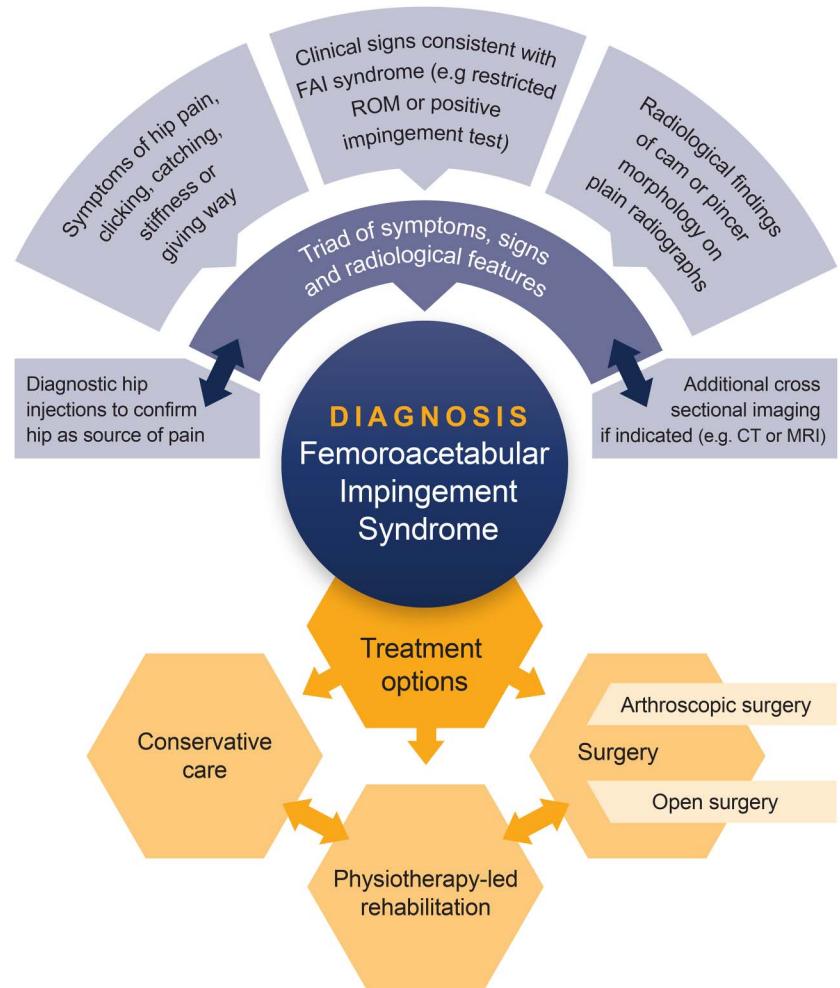 Symptoms of hip pain,
clicking, catching,
stiffness or
giving way
Clinical signs consistent with
FAI syndrome (e.g restricted
ROM or positive
impingement test)
Radiological findings
of cam or pincer
morphology on
plain radiographs
Triad of symptoms, signs
and radiological features
Diagnostic hip
injections to confirm
hip as source of pain
Additional cross
sectional imaging
if indicated (e.g. CT or MRI)
DIAGNOSIS
Femoroacetabular
Impingement
Syndrome
Treatment
options
Conservative
care
Physiotherapy-led
rehabilitation
Arthroscopic surgery
Surgery
Open surgery